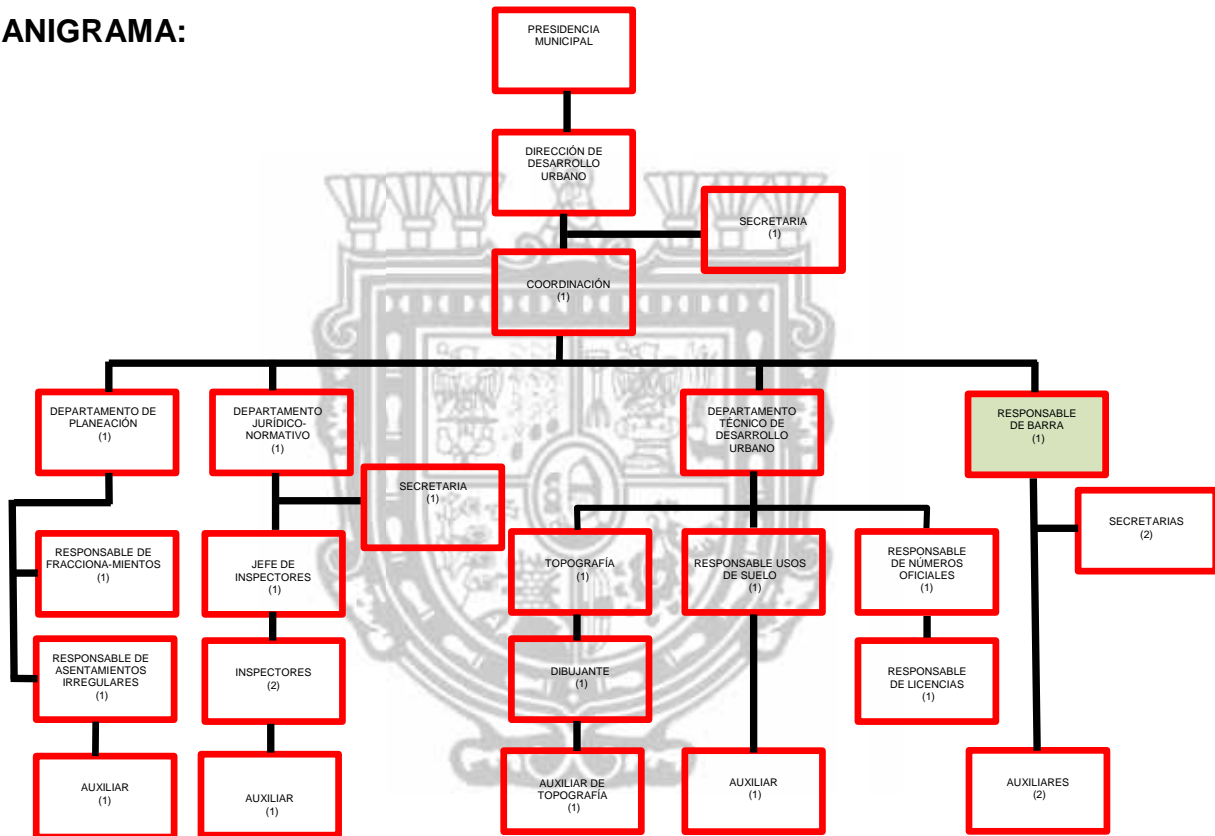 ANIGRAMA:
PRESIDENCIA
MUNICIPAL
DIRECCIÓN DE
DESARROLLO
URBANO
SECRETARIA
(1)
COORDINACIÓN
(1)
DEPARTAMENTO DE
PLANEACIÓN
(1)
DEPARTAMENTO
JURÍDICO-
NORMATIVO
(1)
DEPARTAMENTO
TÉCNICO DE
DESARROLLO
URBANO
RESPONSABLE
DE BARRA
(1)
SECRETARIA
(1)
SECRETARIAS
(2)
RESPONSABLE DE
FRACCIONA-MIENTOS
(1)
JEFE DE
INSPECTORES
(1)
TOPOGRAFÍA
(1)
RESPONSABLE USOS
DE SUELO
(1)
RESPONSABLE
DE NÚMEROS
OFICIALES
(1)
RESPONSABLE DE
ASENTAMIENTOS
IRREGULARES
(1)
INSPECTORES
(2)
DIBUJANTE
(1)
RESPONSABLE
DE LICENCIAS
(1)
AUXILIAR
(1)
AUXILIAR
(1)
AUXILIAR DE
TOPOGRAFÍA
(1)
AUXILIAR
(1)
AUXILIARES
(2)